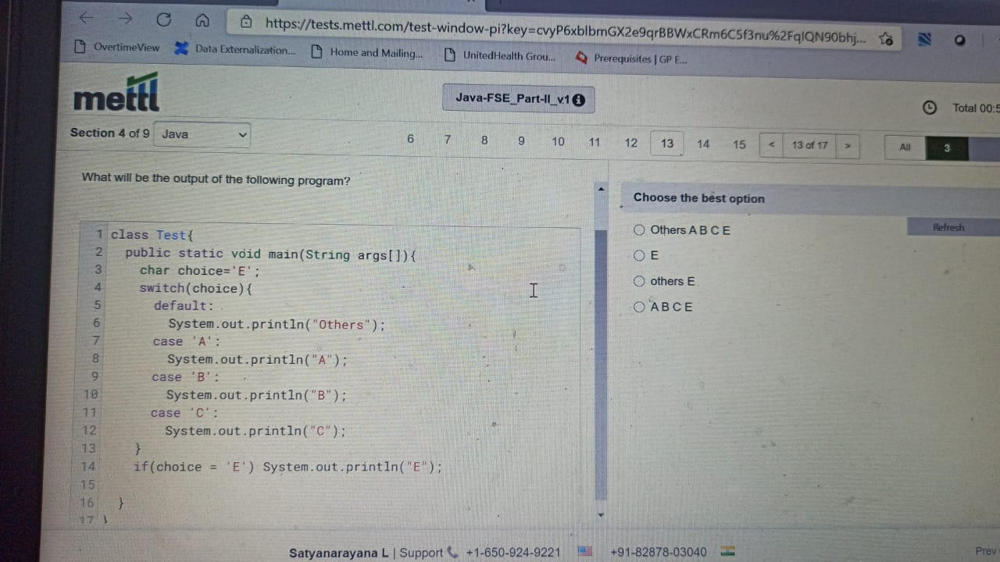 https://tests.mettl.com/test-window-pi?key=cvyP6xblbmGX2e9qrBBWxCRm6C5f3nu%2FqlQN90bhj...
OvertimeView Data Externalization... Home and Mailing... UnitedHealth Grou... Prerequisites | GP E...
mettl
Java-FSE_Part-II_v.1
Total 00:5
Section 4 of 9 Java
6 7 8 9 10 11 12 13 14 15 < 13 of 17 > All 3
What will be the output of the following program?
1 class Test{
2 public static void main(String args[]){
3 char choice='E';
4 switch(choice){
5 default:
6 System.out.println("Others");
7 case 'A':
8 System.out.println("A");
9 case 'B':
10 System.out.println("B");
11 case 'C':
12 System.out.println("C");
13 }
14 if(choice = 'E') System.out.println("E");
15
16 }
17 }
Choose the best option
Refresh
Others A B C E
E
others E
A B C E
Satyanarayana L | Support +1-650-924-9221 +91-82878-03040 Prev